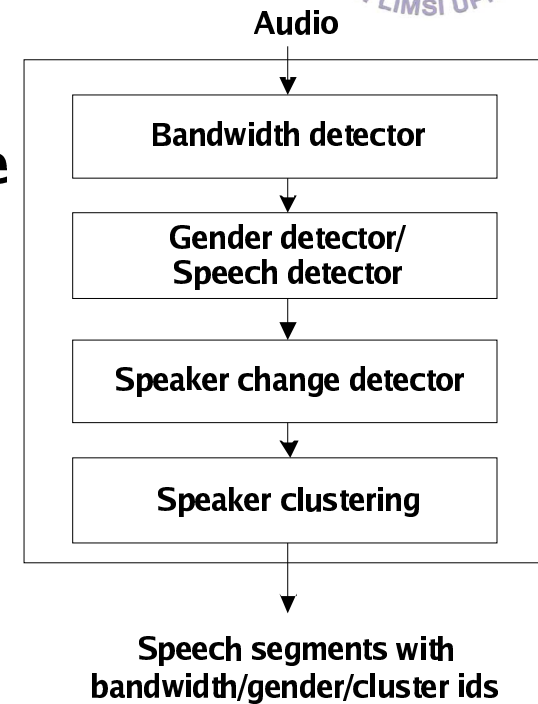 LIMSI
Audio
Bandwidth detector
Gender detector/
Speech detector
Speaker change detector
Speaker clustering
Speech segments with
bandwidth/gender/cluster ids